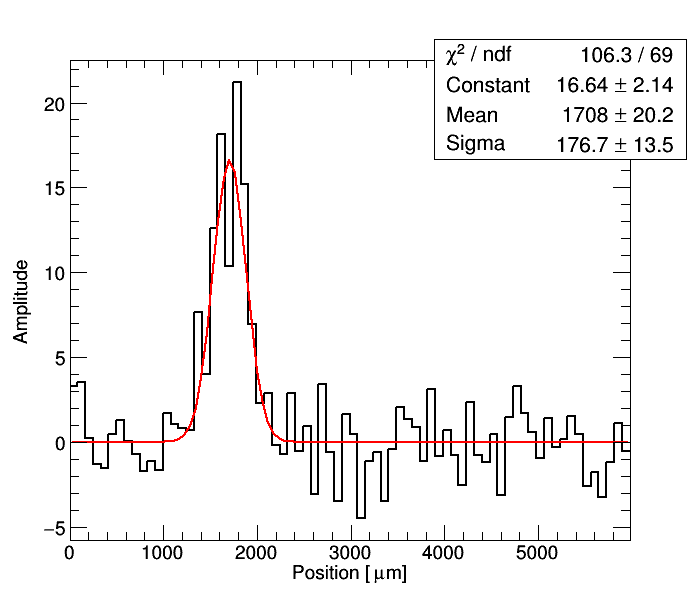 χ² / ndf 106.3 / 69
Constant 16.64 ± 2.14
Mean 1708 ± 20.2
Sigma 176.7 ± 13.5
20
15
10
5
0
−5
Amplitude
0 1000 2000 3000 4000 5000
Position [ μm]